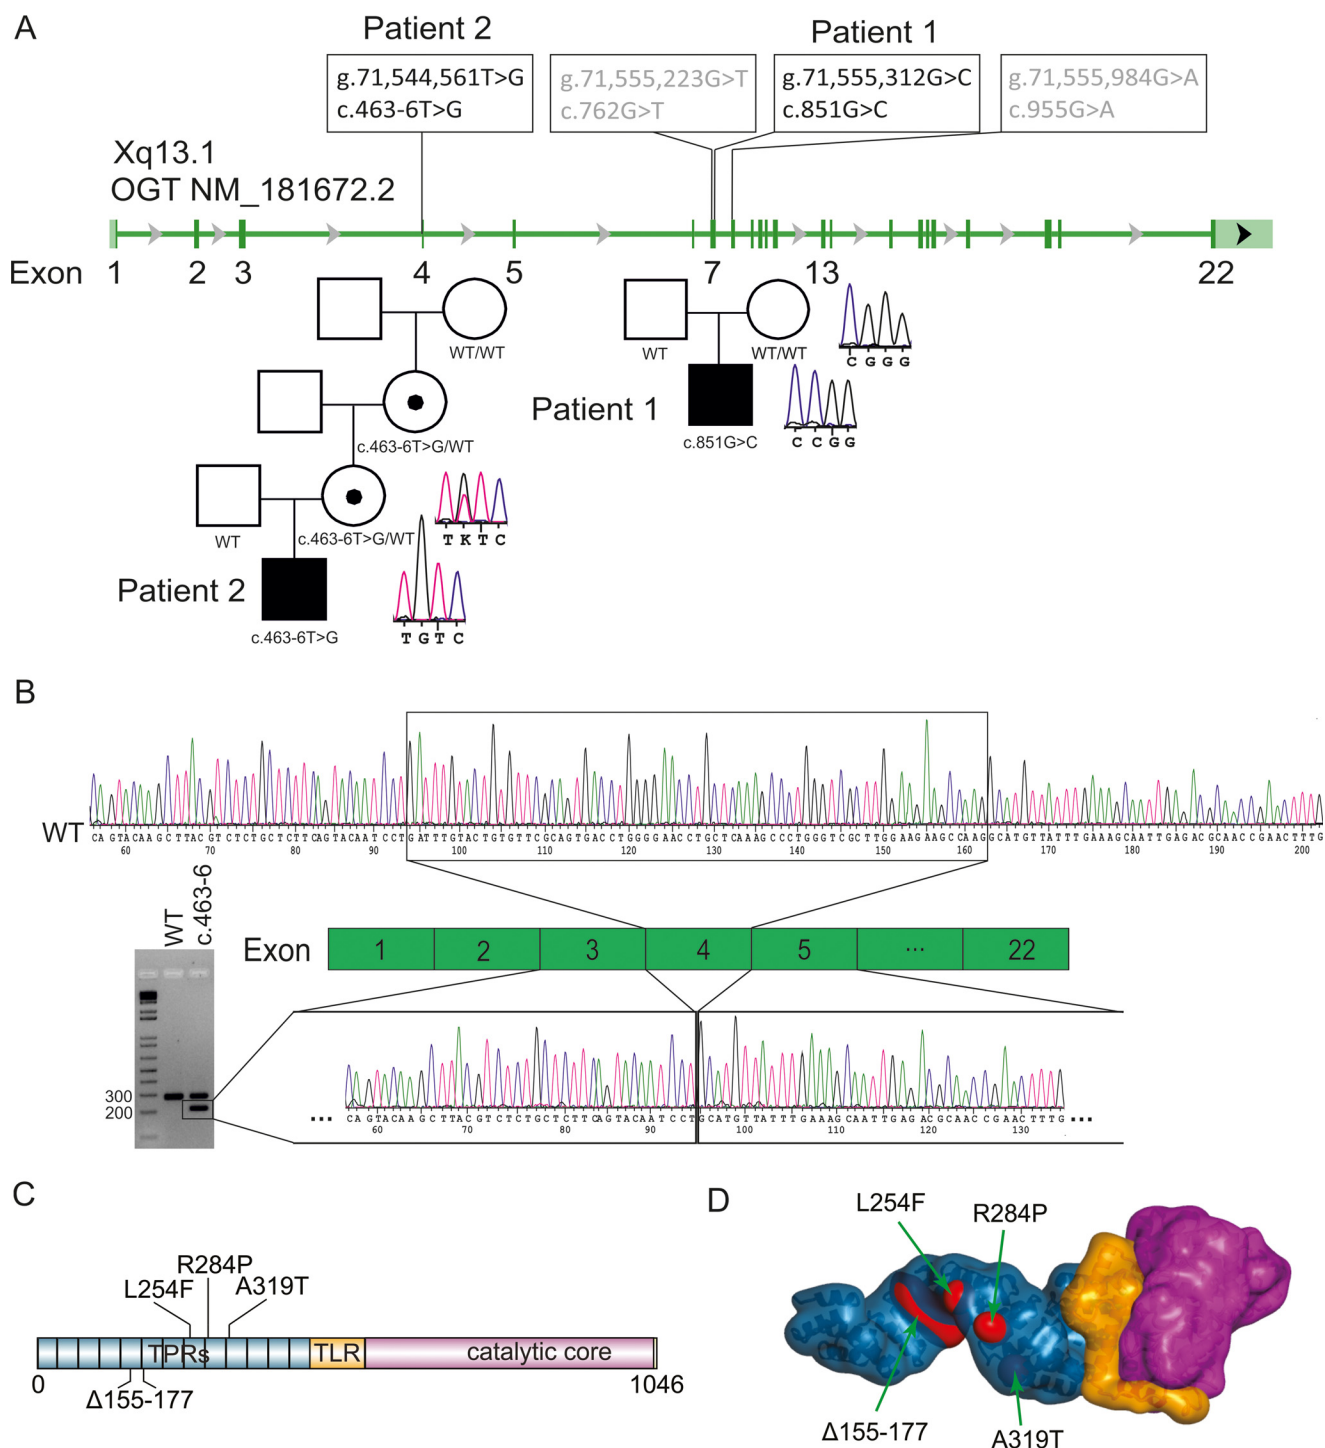 A
Patient 2
Patient 1
g.71,544,561T>G
c.463-6T>G
g.71,555,223G>T
c.762G>T
g.71,555,312G>C
c.851G>C
g.71,555,984G>A
c.955G>A
Xq13.1
OGT NM_181672.2
Exon 1 2 3 4 5 7 13 22
WT/WT
WT
WT/WT
C G G G
Patient 1
c.851G>C
C C G G
c.463-6T>G/WT
WT
c.463-6T>G/WT
T K T C
Patient 2
c.463-6T>G
T G T C
B
WT
60 70 80 90 100 110 120 130 140 150 160 170 180 190 200
WT
c.463-6
Exon 1 2 3 4 5 ... 22
300
200
... CAGTACAAGCTTACGTCTCTGCTCTTCAGTACAATCCTGCATGTTATTTGAAAGCAATTGAGACGCAACCGAACTTTG ...
60 70 80 90 100 110 120 130
C
L254F
R284P
A319T
TPRs TLR catalytic core
0 1046
Δ155-177
D
L254F
R284P
Δ155-177
A319T